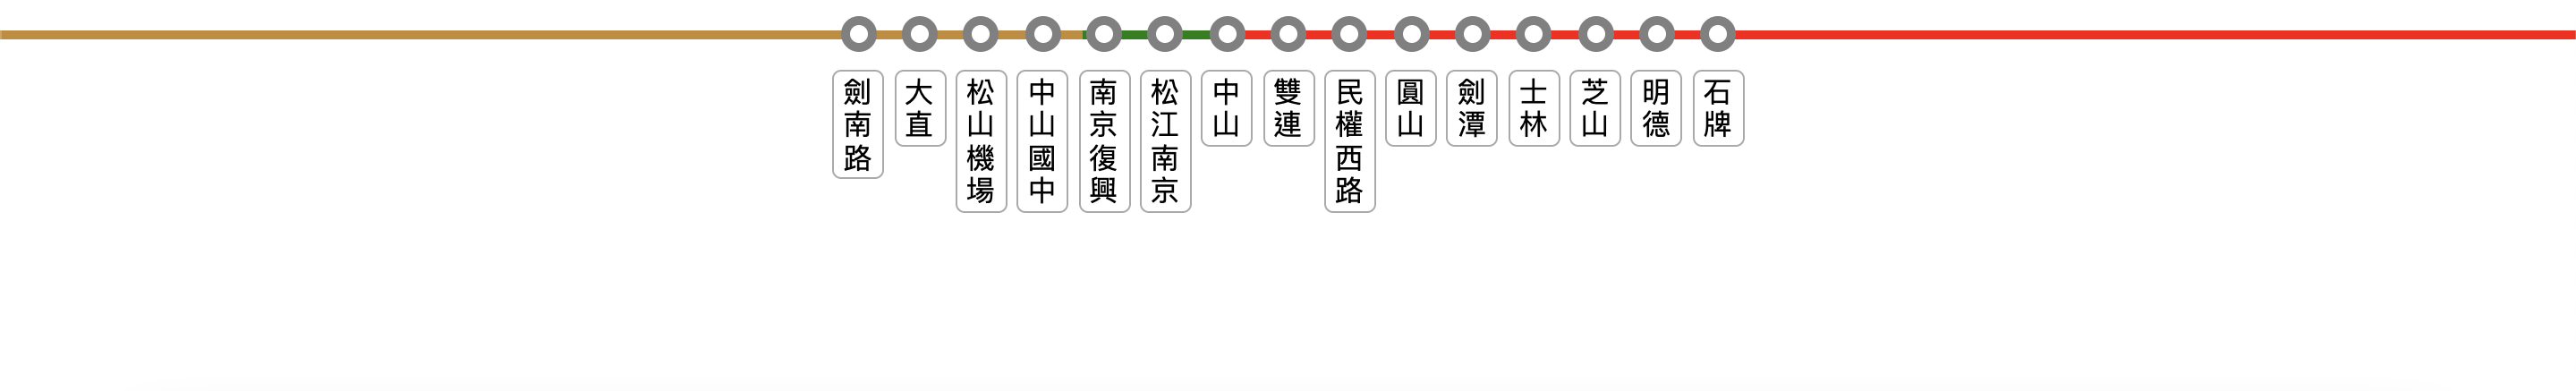 劍南路
大直
松山機場
中山國中
南京復興
松江南京
中山
雙連
民權西路
圓山
劍潭
士林
芝山
明德
石牌